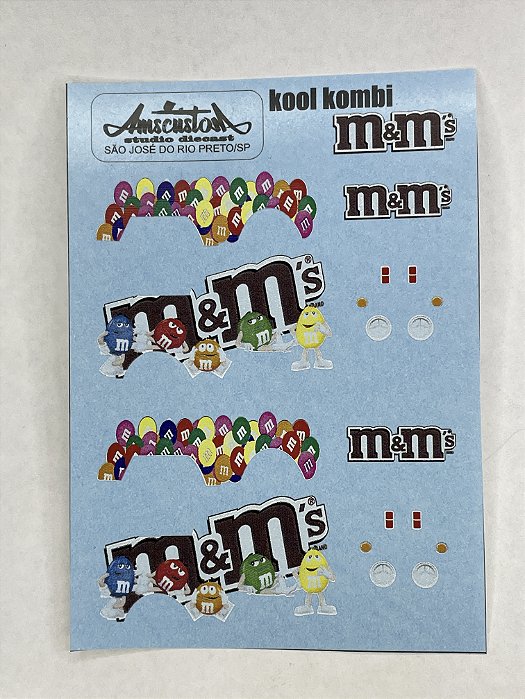 Amscustom
studio diecast
SÃO JOSÉ DO RIO PRETO/SP
kool kombi
m&m's
m&m's
m&m's®
m m m m m
m&m's
m&m's®
m m m m m